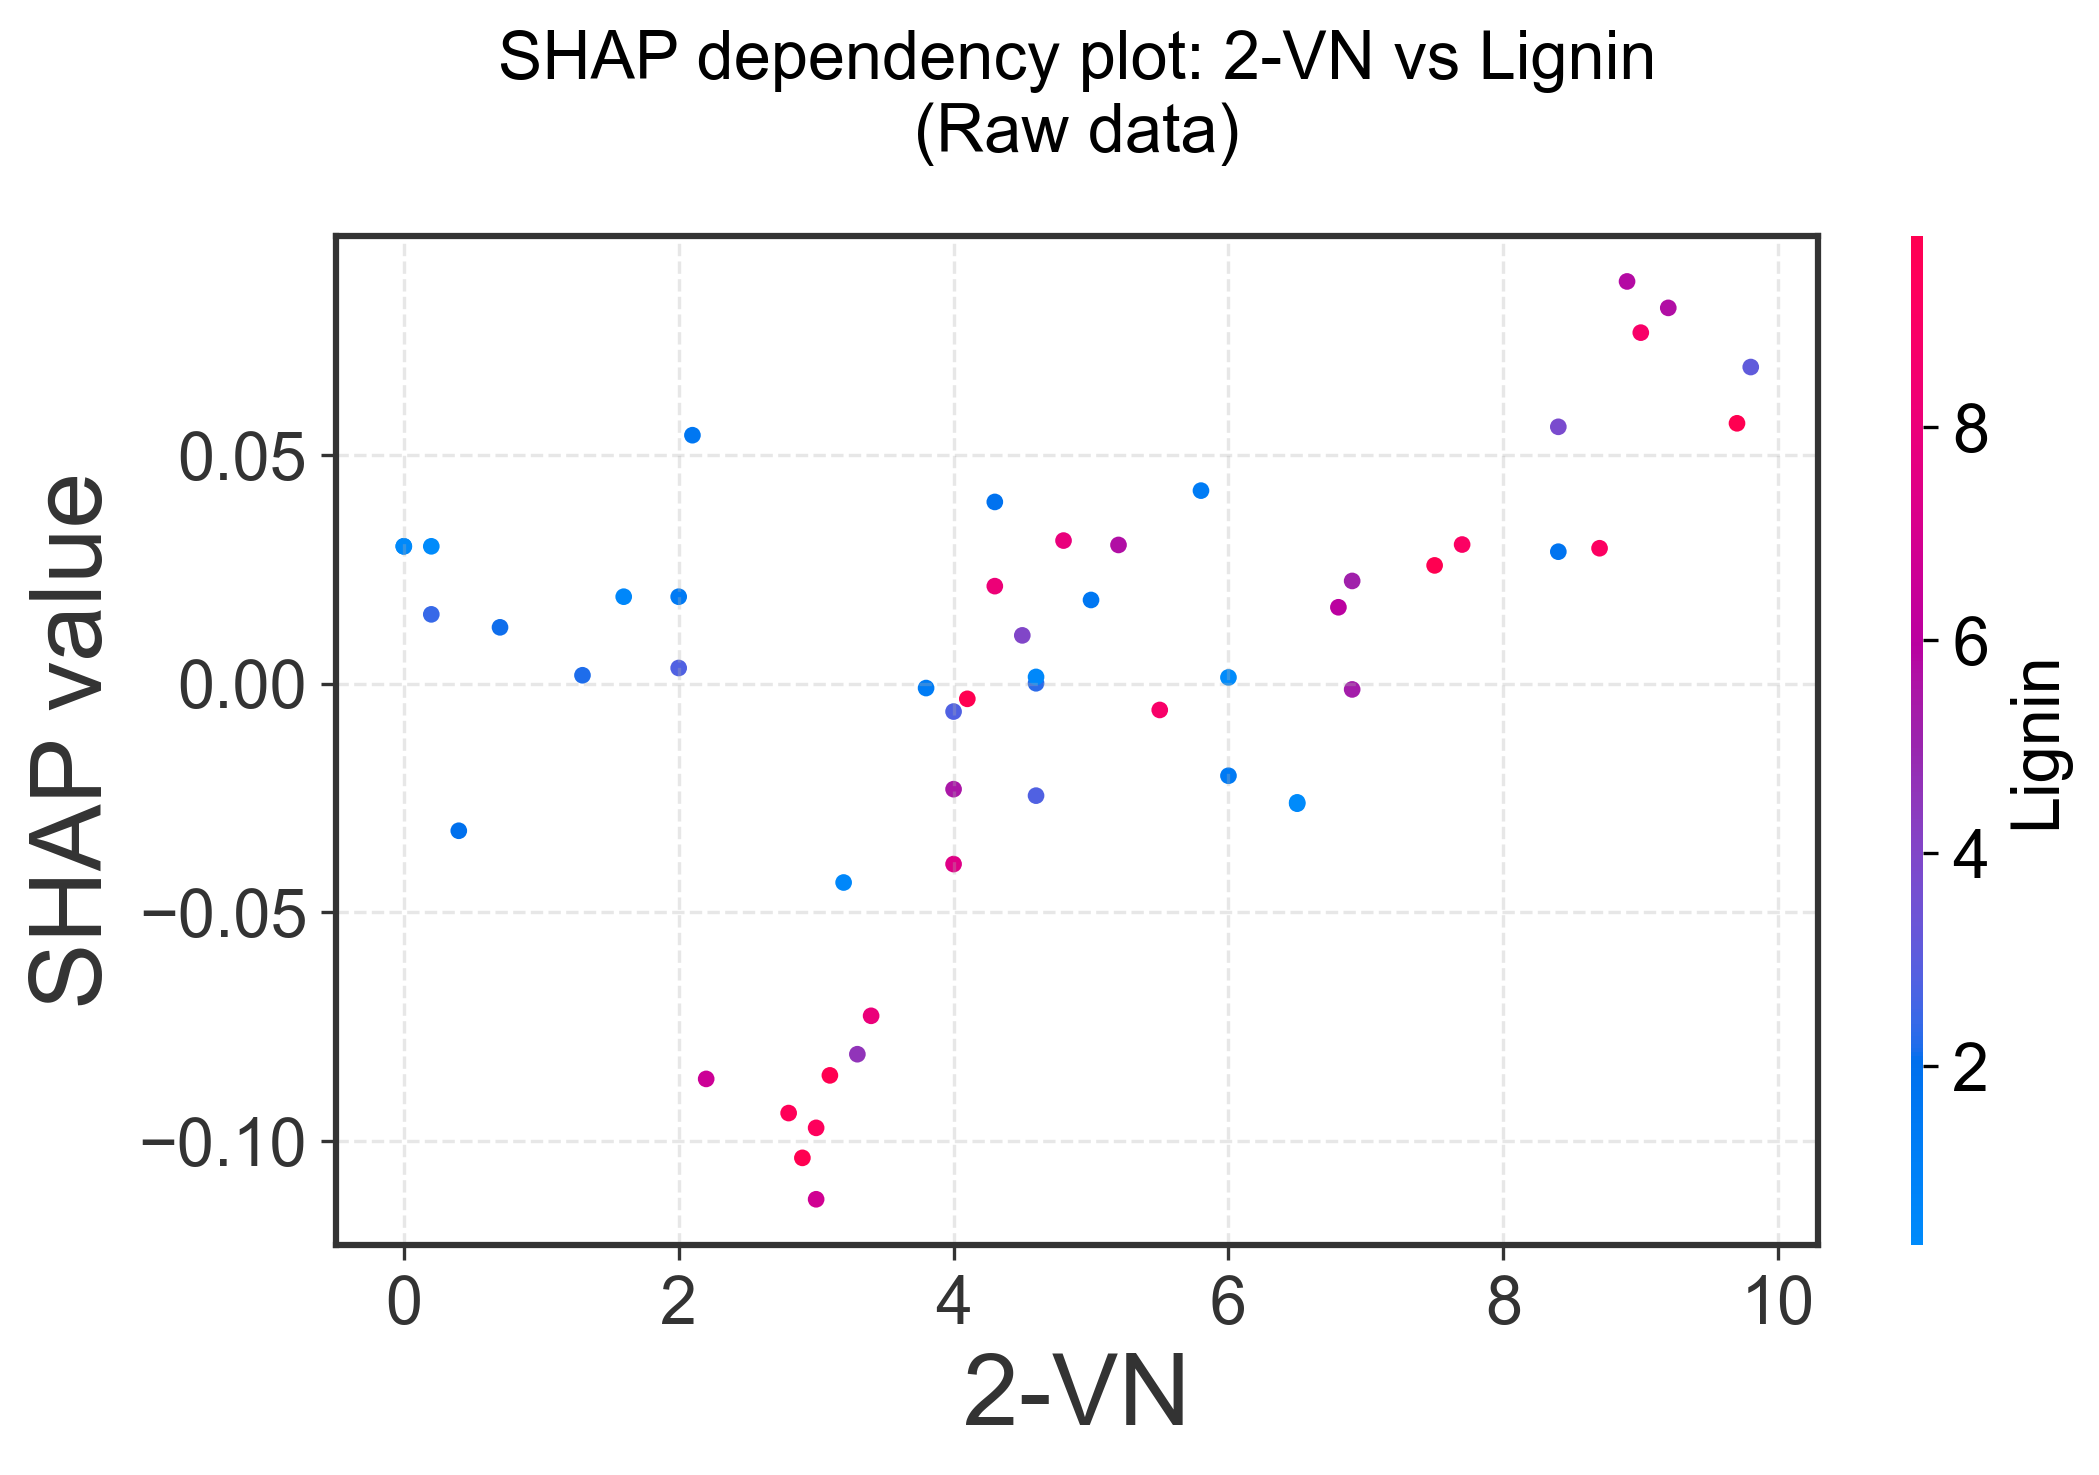 SHAP dependency plot: 2-VN vs Lignin
(Raw data)
SHAP value
0.05
0.00
−0.05
−0.10
0
2
4
6
8
10
2-VN
8
6
4
2
Lignin